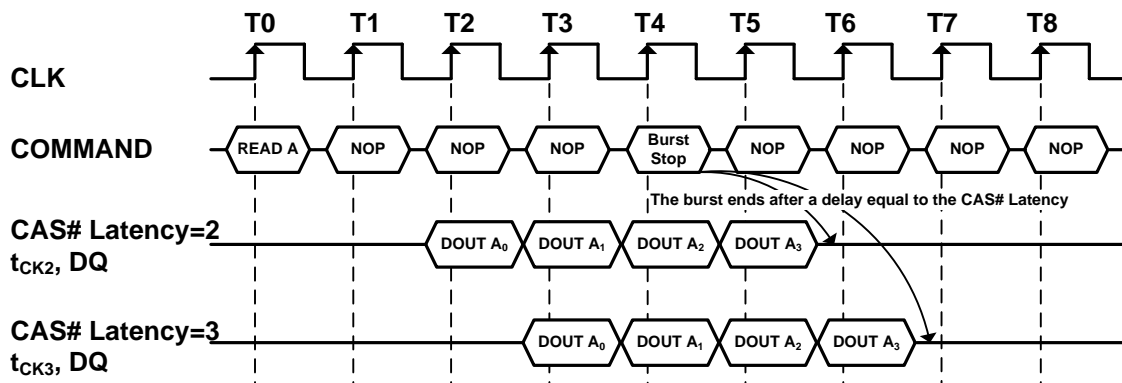 T0 T1 T2 T3 T4 T5 T6 T7 T8
CLK
COMMAND READ A NOP NOP NOP Burst Stop NOP NOP NOP NOP
The burst ends after a delay equal to the CAS# Latency
CAS# Latency=2
tCK2, DQ DOUT A0 DOUT A1 DOUT A2 DOUT A3
CAS# Latency=3
tCK3, DQ DOUT A0 DOUT A1 DOUT A2 DOUT A3